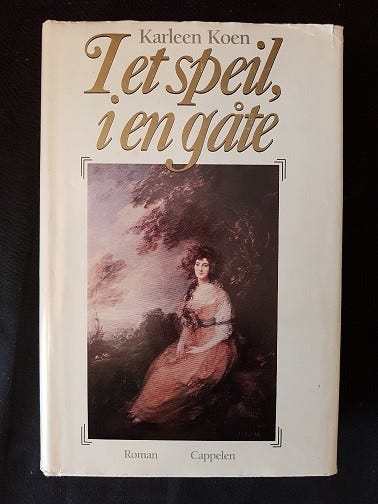 Karleen Koen
I et speil,
i en gåte
Roman Cappelen